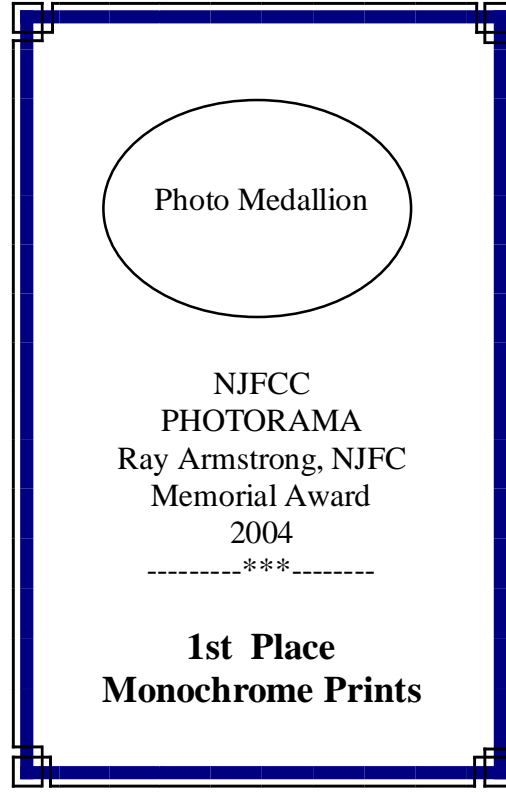 Photo Medallion
NJFCC
PHOTORAMA
Ray Armstrong, NJFC
Memorial Award
2004
---------***--------
1st Place
Monochrome Prints